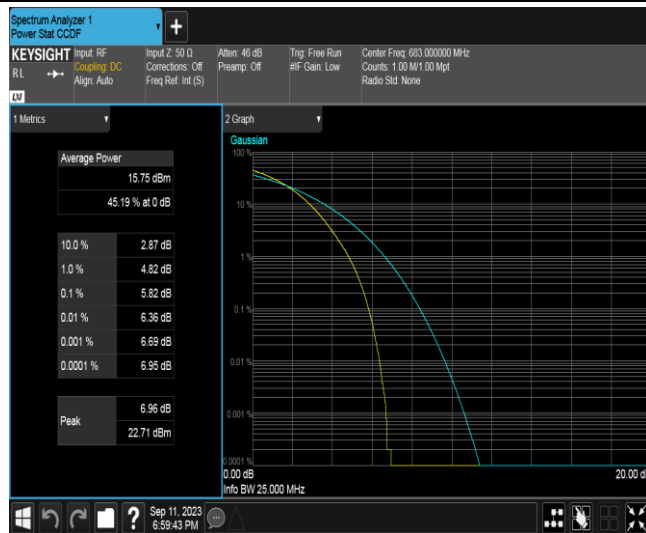 Spectrum Analyzer 1
Power Stat CCDF
+
KEYSIGHT
RL
LXI
Input: RF
Coupling: DC
Align: Auto
Input Z: 50 Ω
Corrections: Off
Freq Ref: Int (S)
Atten: 46 dB
Preamp: Off
Trig: Free Run
#IF Gain: Low
Center Freq: 683.000000 MHz
Counts: 1.00 M/1.00 Mpt
Radio Std: None
1 Metrics
Average Power
15.75 dBm
45.19 % at 0 dB
10.0 % 2.87 dB
1.0 % 4.82 dB
0.1 % 5.82 dB
0.01 % 6.36 dB
0.001 % 6.69 dB
0.0001 % 6.95 dB
Peak
6.96 dB
22.71 dBm
2 Graph
Gaussian
100 %
10 %
1 %
0.1 %
0.01 %
0.001 %
0.0001 %
0.00 dB
20.00 d
Info BW 25.000 MHz
?
Sep 11, 2023
6:59:43 PM